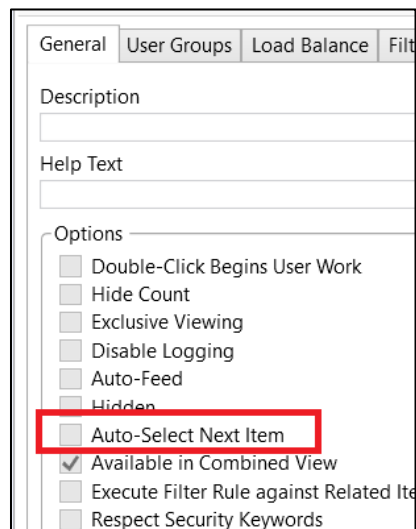 General User Groups Load Balance Filt
Description
Help Text
Options
Double-Click Begins User Work
Hide Count
Exclusive Viewing
Disable Logging
Auto-Feed
Hidden
Auto-Select Next Item
Available in Combined View
Execute Filter Rule against Related Ite
Respect Security Keywords